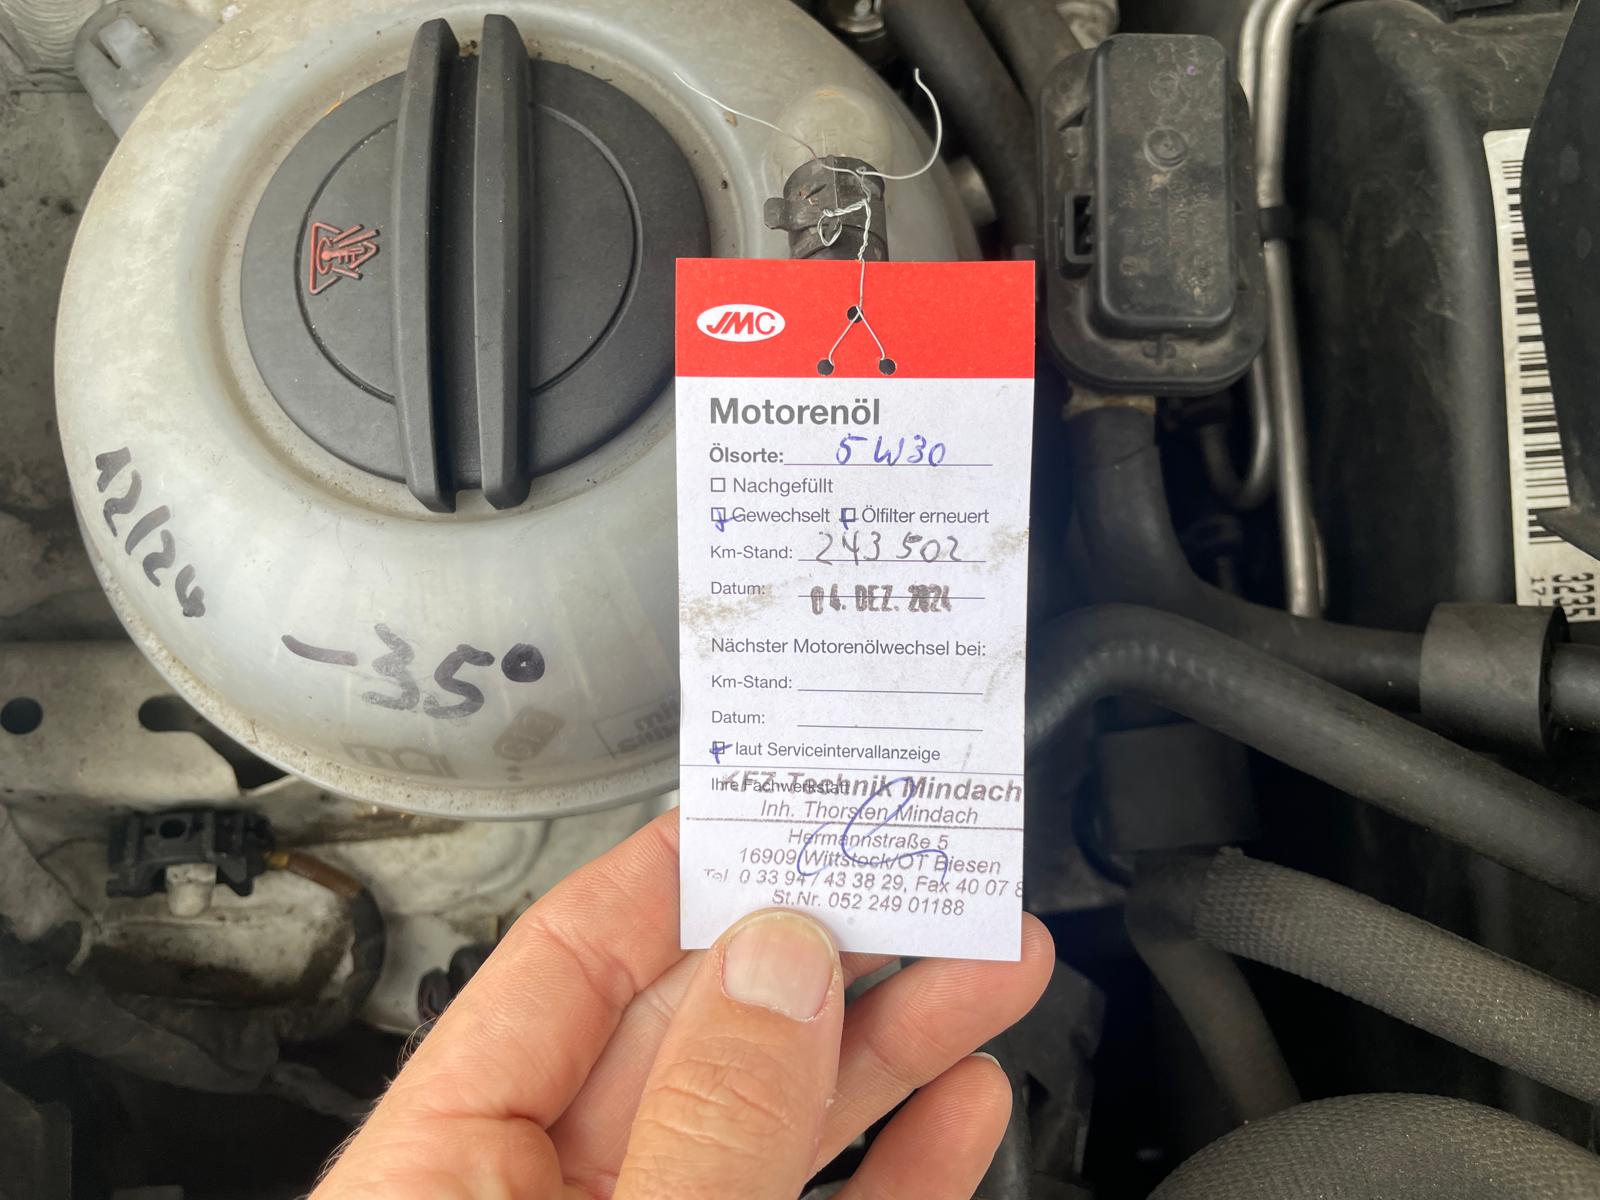 JMC
Motorenöl
Ölsorte: 5W30
Nachgefüllt
Gewechselt Ölfilter erneuert
Km-Stand: 243 502
Datum: 04. DEZ. 2024
Nächster Motorenölwechsel bei:
Km-Stand:
Datum:
laut Serviceintervallanzeige
Ihre Fachwerkstatt
KFZ Technik Mindach
Inh. Thorsten Mindach
Hermannstraße 5
16909 Wittstock/OT Biesen
Tel. 0 33 94 / 43 38 29, Fax 40 07 8
St.Nr. 052 249 01188
12/24
-35°